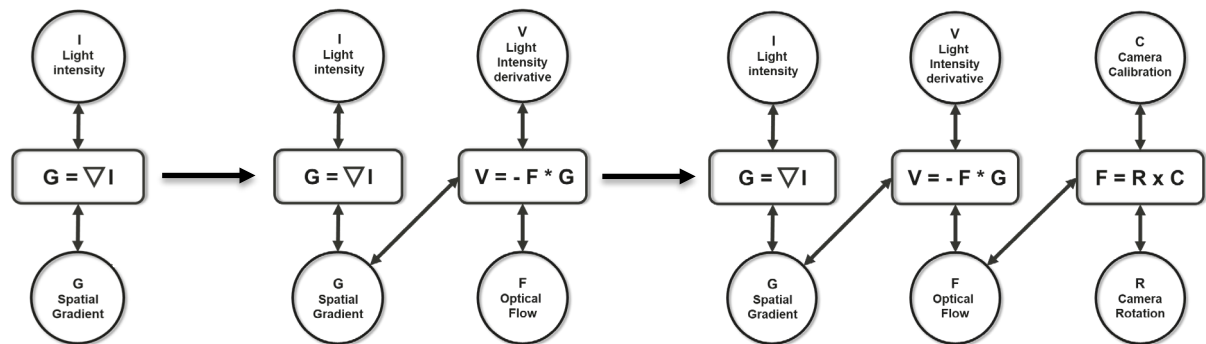 I
Light
intensity
G = ▽ I
G
Spatial
Gradient
I
Light
intensity
G = ▽ I
G
Spatial
Gradient
V
Light
Intensity
derivative
V = - F * G
F
Optical
Flow
I
Light
intensity
G = ▽ I
G
Spatial
Gradient
V
Light
Intensity
derivative
V = - F * G
F
Optical
Flow
C
Camera
Calibration
F = R x C
R
Camera
Rotation